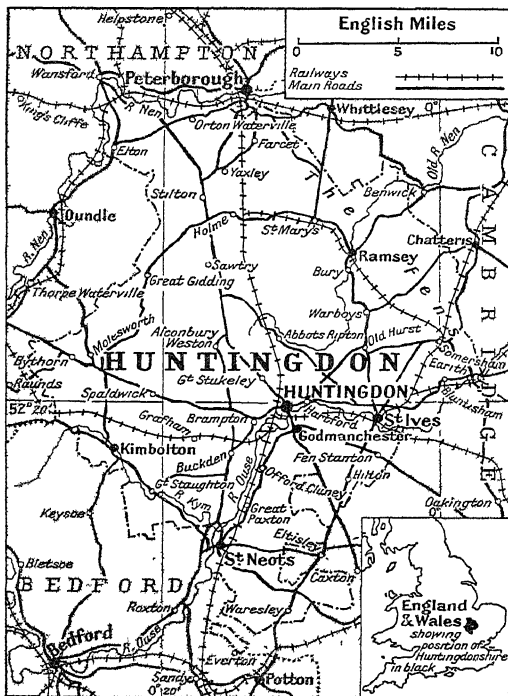 Helpstone
English Miles
0 5 10
Railways
Main Roads
NORTHAMPTON
Wansford
Peterborough
R. Nen
King's Cliffe
Whittlesey
0°
Orton Waterville
Farcet
Old R. Nen
Elton
Yaxley
The Fens
Benwick
Stilton
CAMBRIDGE
Oundle
R. Nen
Holme
St Marys
Chatteris
Ramsey
Sawtry
Bury
Great Gidding
Thorpe Waterville
Warboys
Molesworth
Alconbury Weston
Abbots Ripton
Old Hurst
Somersham
Bythorn
HUNTINGDON
Earith
Raunds
Gt Stukeley
Bluntisham
Spaldwick
HUNTINGDON
52° 20'
Hartford
St Ives
Grafham
Brampton
Godmanchester
Kimbolton
Buckden
Fen Stanton
R. Ouse
Offord Cluney
Hilton
Gt Staughton
R. Kym
Great Paxton
Oakington
0°
Keysoe
Eltisley
St Neots
Bletsoe
Caxton
BEDFORD
Roxton
Waresley
England & Wales
showing
position of
Huntingdonshire
in black
R. Ouse
Everton
Bedford
Sandy
Potton
0° 20'